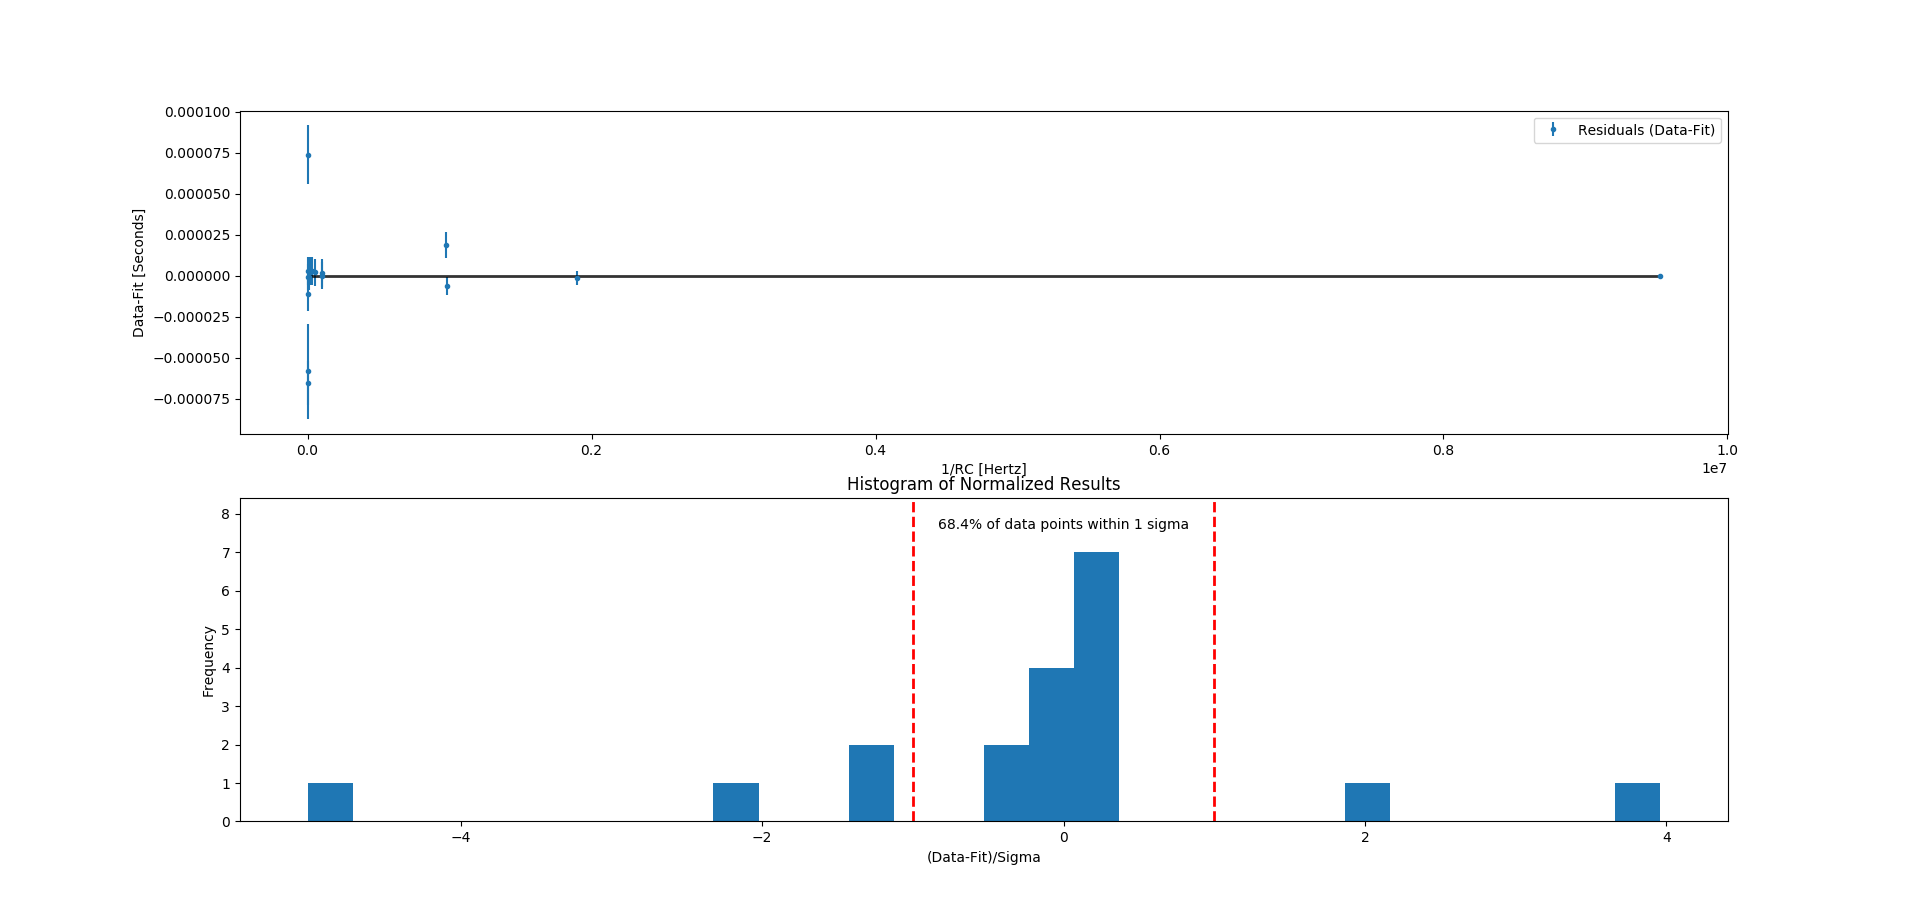 0.000100
0.000075
0.000050
0.000025
0.000000
−0.000025
−0.000050
−0.000075
Data-Fit [Seconds]
Residuals (Data-Fit)
0.0 0.2 0.4 0.6 0.8 1.0
1e7
1/RC [Hertz]
Histogram of Normalized Results
68.4% of data points within 1 sigma
8
7
6
5
4
3
2
1
0
Frequency
−4 −2 0 2 4
(Data-Fit)/Sigma